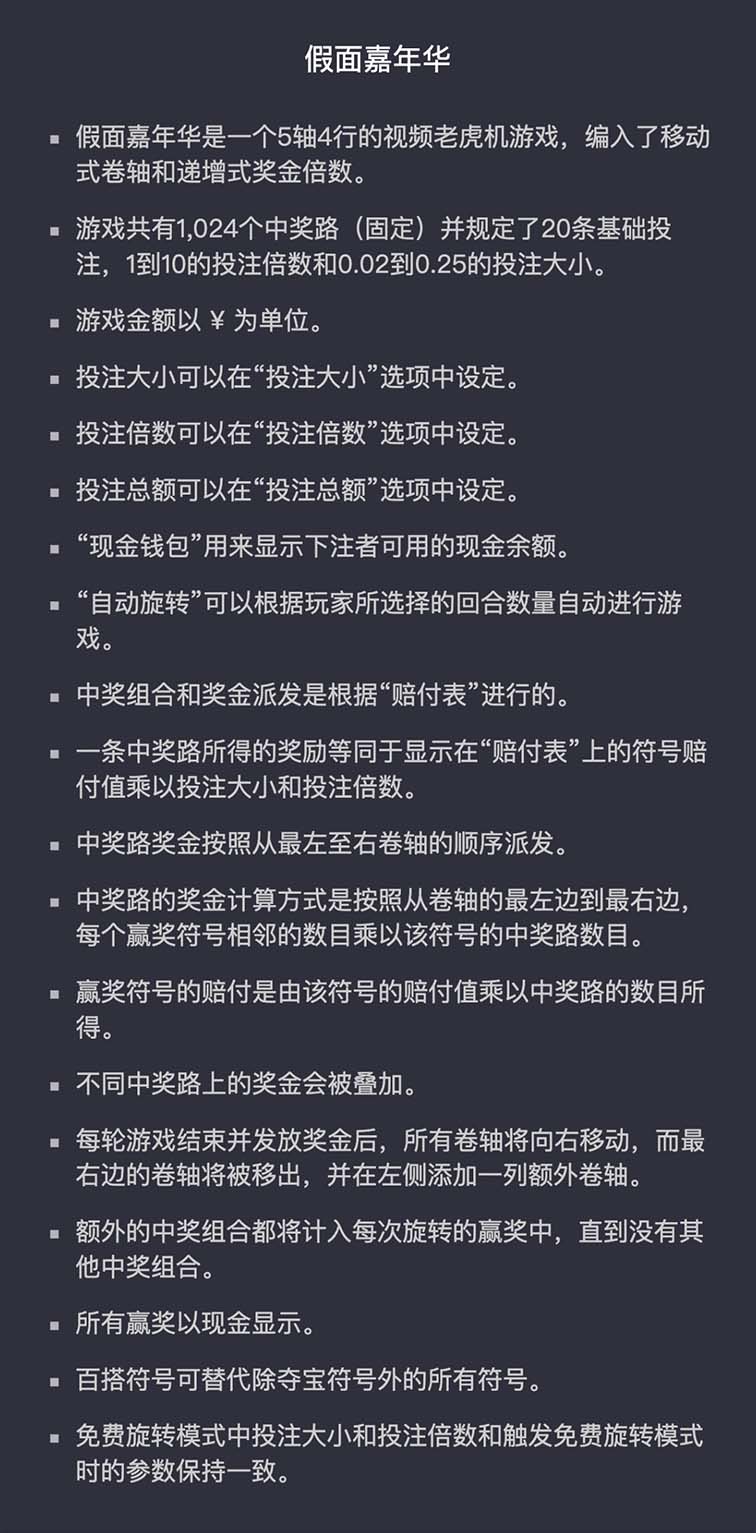 假面嘉年华
▪ 假面嘉年华是一个5轴4行的视频老虎机游戏，编入了移动
式卷轴和递增式奖金倍数。
▪ 游戏共有1,024个中奖路（固定）并规定了20条基础投
注，1到10的投注倍数和0.02到0.25的投注大小。
▪ 游戏金额以 ¥ 为单位。
▪ 投注大小可以在“投注大小”选项中设定。
▪ 投注倍数可以在“投注倍数”选项中设定。
▪ 投注总额可以在“投注总额”选项中设定。
▪ “现金钱包”用来显示下注者可用的现金余额。
▪ “自动旋转”可以根据玩家所选择的回合数量自动进行游
戏。
▪ 中奖组合和奖金派发是根据“赔付表”进行的。
▪ 一条中奖路所得的奖励等同于显示在“赔付表”上的符号赔
付值乘以投注大小和投注倍数。
▪ 中奖路奖金按照从最左至右卷轴的顺序派发。
▪ 中奖路的奖金计算方式是按照从卷轴的最左边到最右边，
每个赢奖符号相邻的数目乘以该符号的中奖路数目。
▪ 赢奖符号的赔付是由该符号的赔付值乘以中奖路的数目所
得。
▪ 不同中奖路上的奖金会被叠加。
▪ 每轮游戏结束并发放奖金后，所有卷轴将向右移动，而最
右边的卷轴将被移出，并在左侧添加一列额外卷轴。
▪ 额外的中奖组合都将计入每次旋转的赢奖中，直到没有其
他中奖组合。
▪ 所有赢奖以现金显示。
▪ 百搭符号可替代除夺宝符号外的所有符号。
▪ 免费旋转模式中投注大小和投注倍数和触发免费旋转模式
时的参数保持一致。